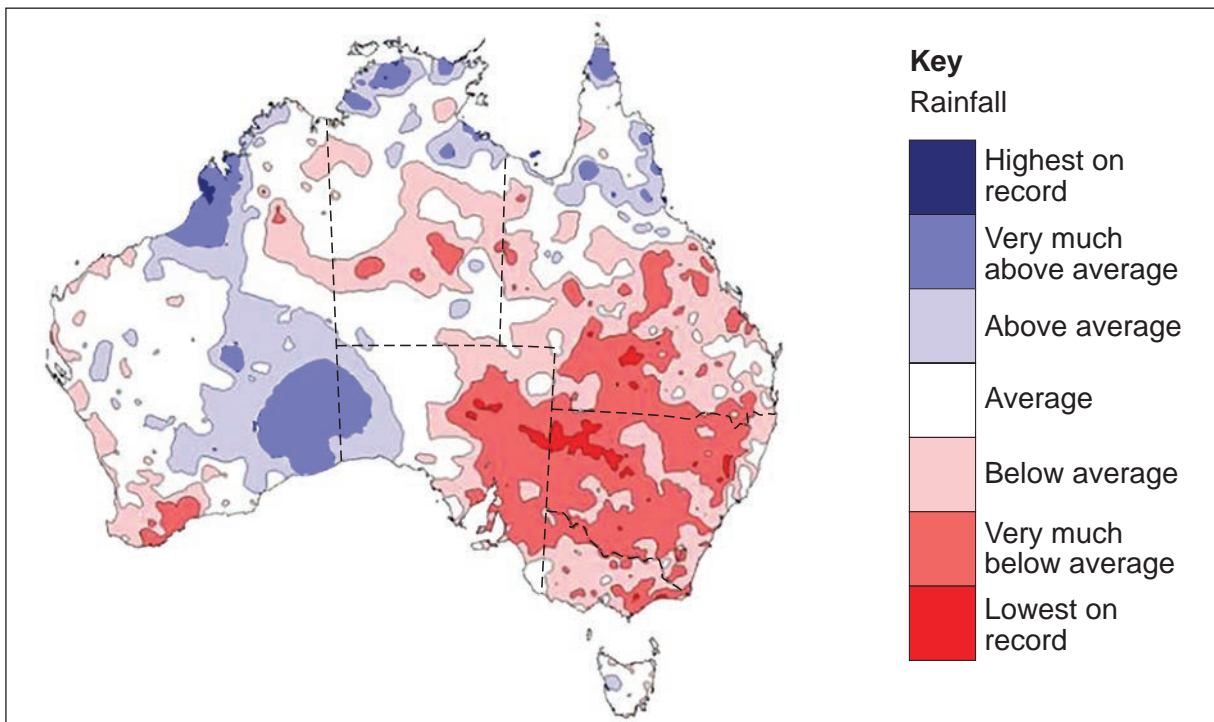 Key
Rainfall
Highest on
record
Very much
above average
Above average
Average
Below average
Very much
below average
Lowest on
record